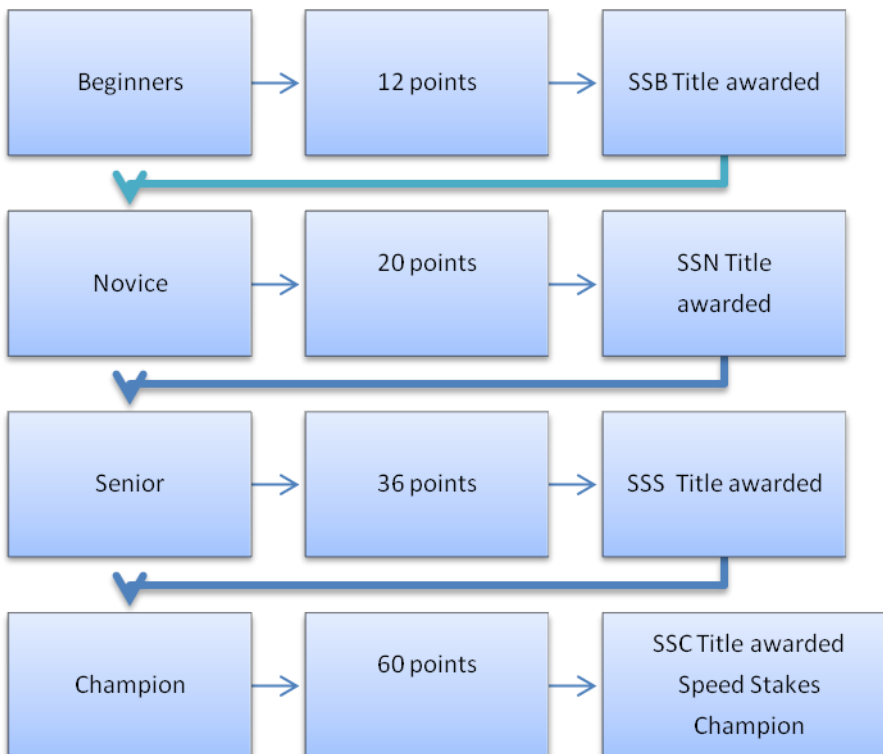 Beginners
12 points
SSB Title awarded
Novice
20 points
SSN Title
awarded
Senior
36 points
SSS Title awarded
Champion
60 points
SSC Title awarded
Speed Stakes
Champion